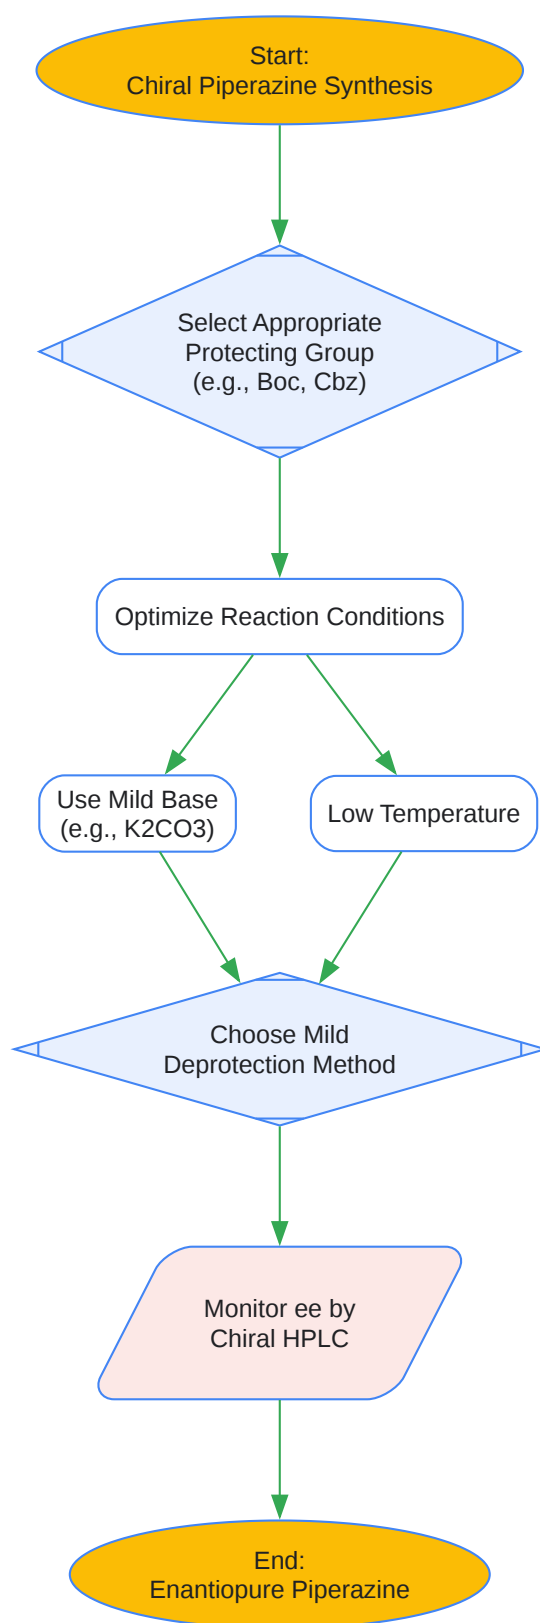 Start:
Chiral Piperazine Synthesis
Select Appropriate
Protecting Group
(e.g., Boc, Cbz)
Optimize Reaction Conditions
Use Mild Base
(e.g., K2CO3)
Low Temperature
Choose Mild
Deprotection Method
Monitor ee by
Chiral HPLC
End:
Enantiopure Piperazine